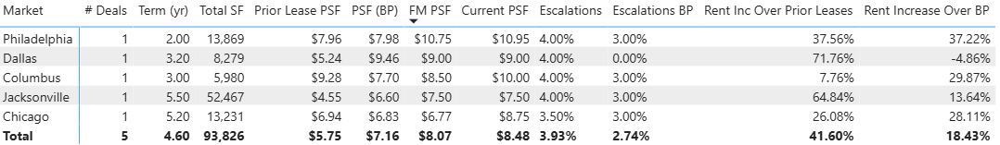 Market # Deals Term (yr) Total SF Prior Lease PSF PSF (BP) FM PSF Current PSF Escalations Escalations BP Rent Inc Over Prior Leases Rent Increase Over BP
Philadelphia 1 2.00 13,869 $7.96 $7.98 $10.75 $10.95 4.00% 3.00% 37.56% 37.22%
Dallas 1 3.20 8,279 $5.24 $9.46 $9.00 $9.00 4.00% 0.00% 71.76% -4.86%
Columbus 1 3.00 5,980 $9.28 $7.70 $8.50 $10.00 4.00% 3.00% 7.76% 29.87%
Jacksonville 1 5.50 52,467 $4.55 $6.60 $7.50 $7.50 4.00% 3.00% 64.84% 13.64%
Chicago 1 5.20 13,231 $6.94 $6.83 $6.77 $8.75 3.50% 3.00% 26.08% 28.11%
Total 5 4.60 93,826 $5.75 $7.16 $8.07 $8.48 3.93% 2.74% 41.60% 18.43%